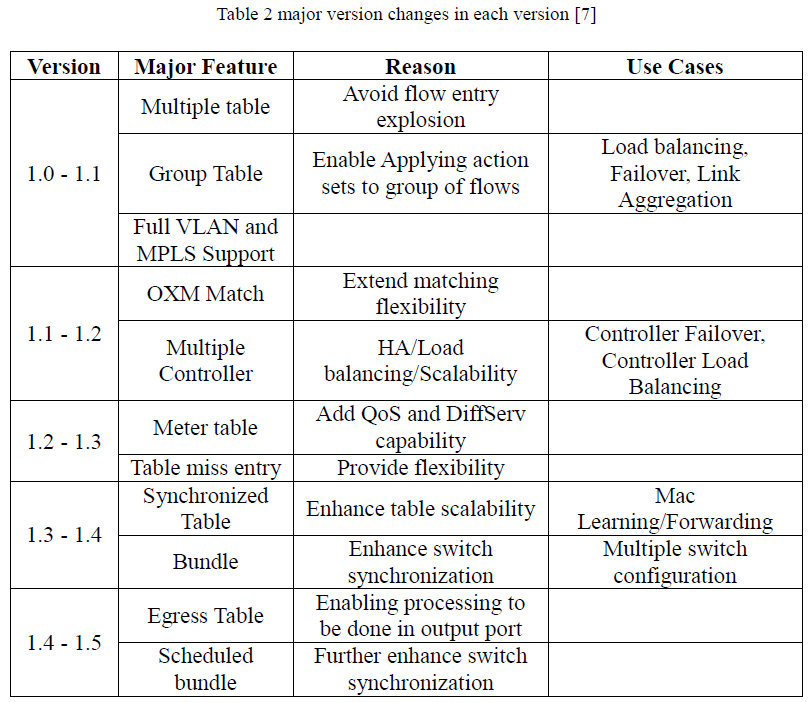 Table 2 major version changes in each version [7]
Version Major Feature Reason Use Cases
1.0 - 1.1
Multiple table
Avoid flow entry
explosion
Group Table
Enable Applying action
sets to group of flows
Load balancing,
Failover, Link
Aggregation
Full VLAN and
MPLS Support
1.1 - 1.2
OXM Match
Extend matching
flexibility
Multiple
Controller
HA/Load
balancing/Scalability
Controller Failover,
Controller Load
Balancing
1.2 - 1.3
Meter table
Add QoS and DiffServ
capability
Table miss entry
Provide flexibility
1.3 - 1.4
Synchronized
Table
Enhance table scalability
Mac
Learning/Forwarding
Bundle
Enhance switch
synchronization
Multiple switch
configuration
1.4 - 1.5
Egress Table
Enabling processing to
be done in output port
Scheduled
bundle
Further enhance switch
synchronization